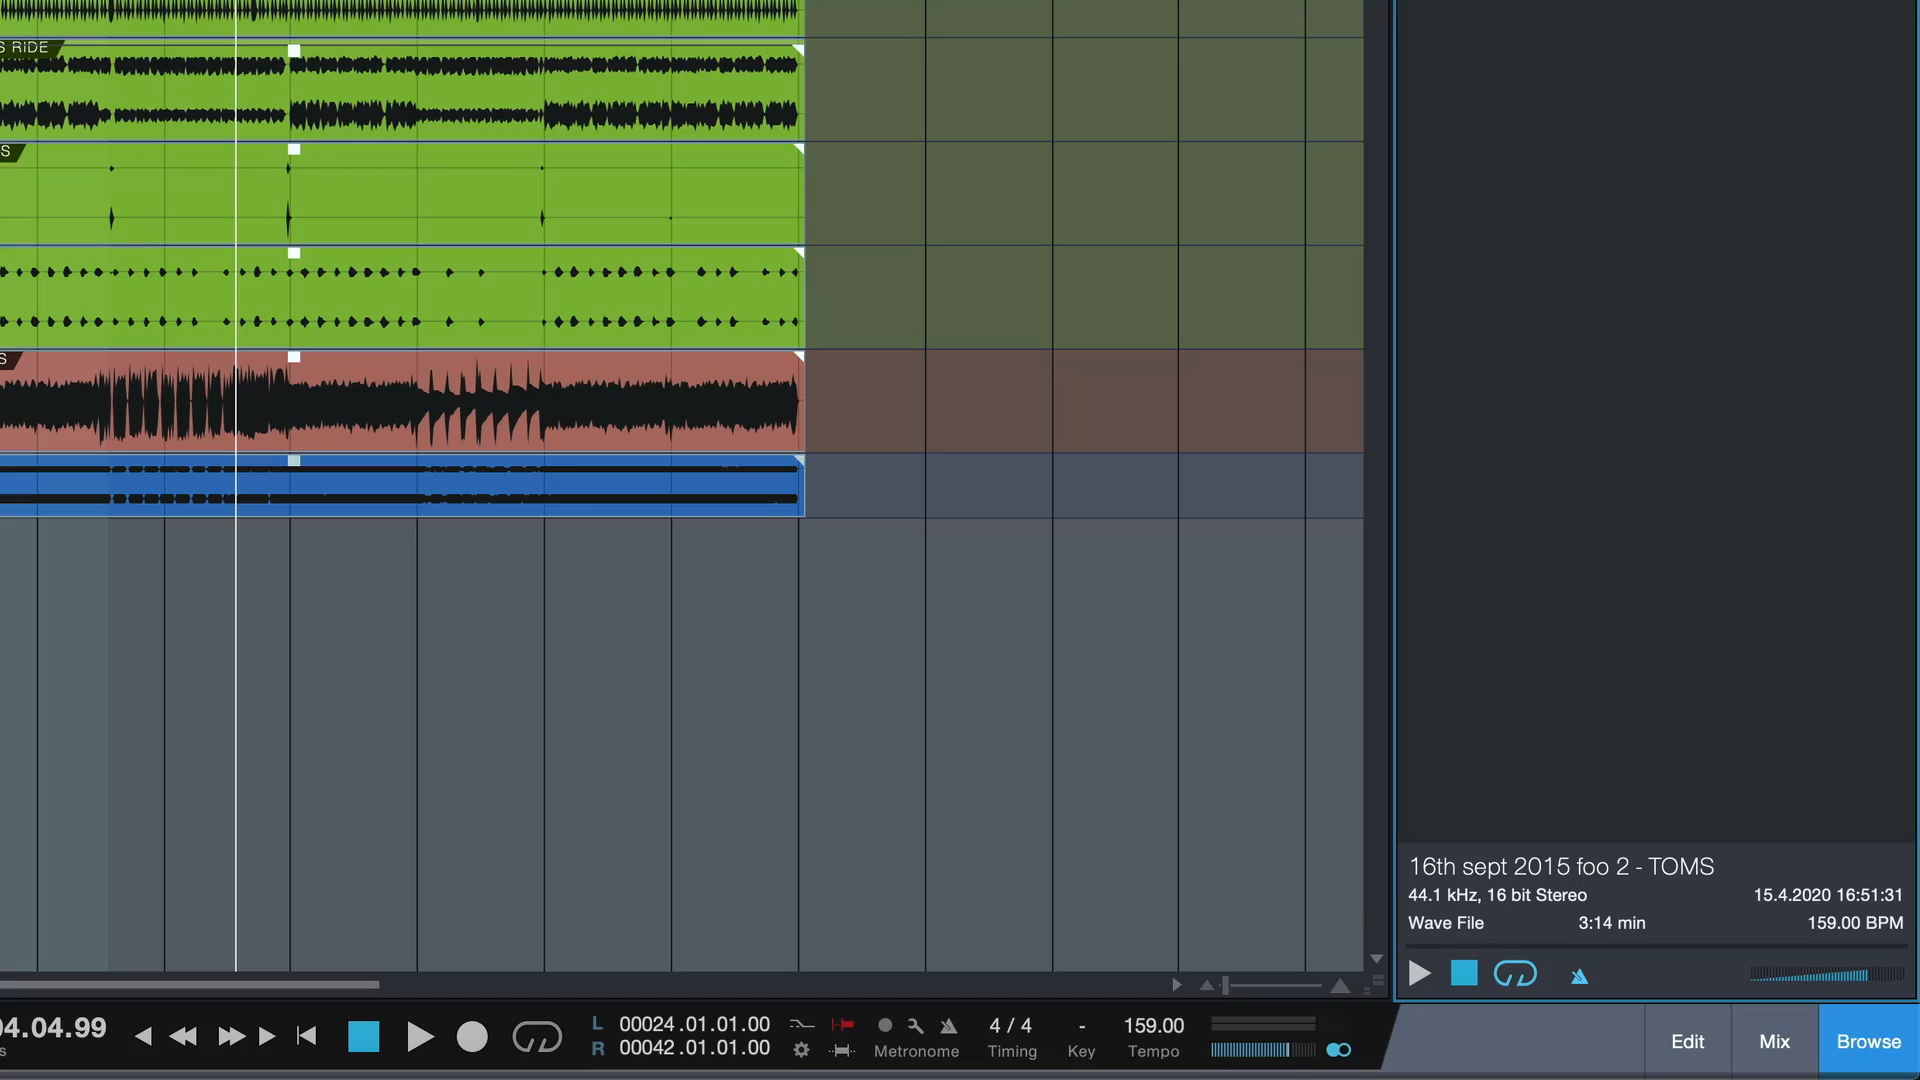 S RIDE
S
S
16th sept 2015 foo 2 - TOMS
44.1 kHz, 16 bit Stereo
15.4.2020 16:51:31
Wave File
3:14 min
159.00 BPM
04.04.99
s
L 00024.01.01.00
R 00042.01.01.00
Metronome
4 / 4
Timing
-
Key
159.00
Tempo
Edit
Mix
Browse